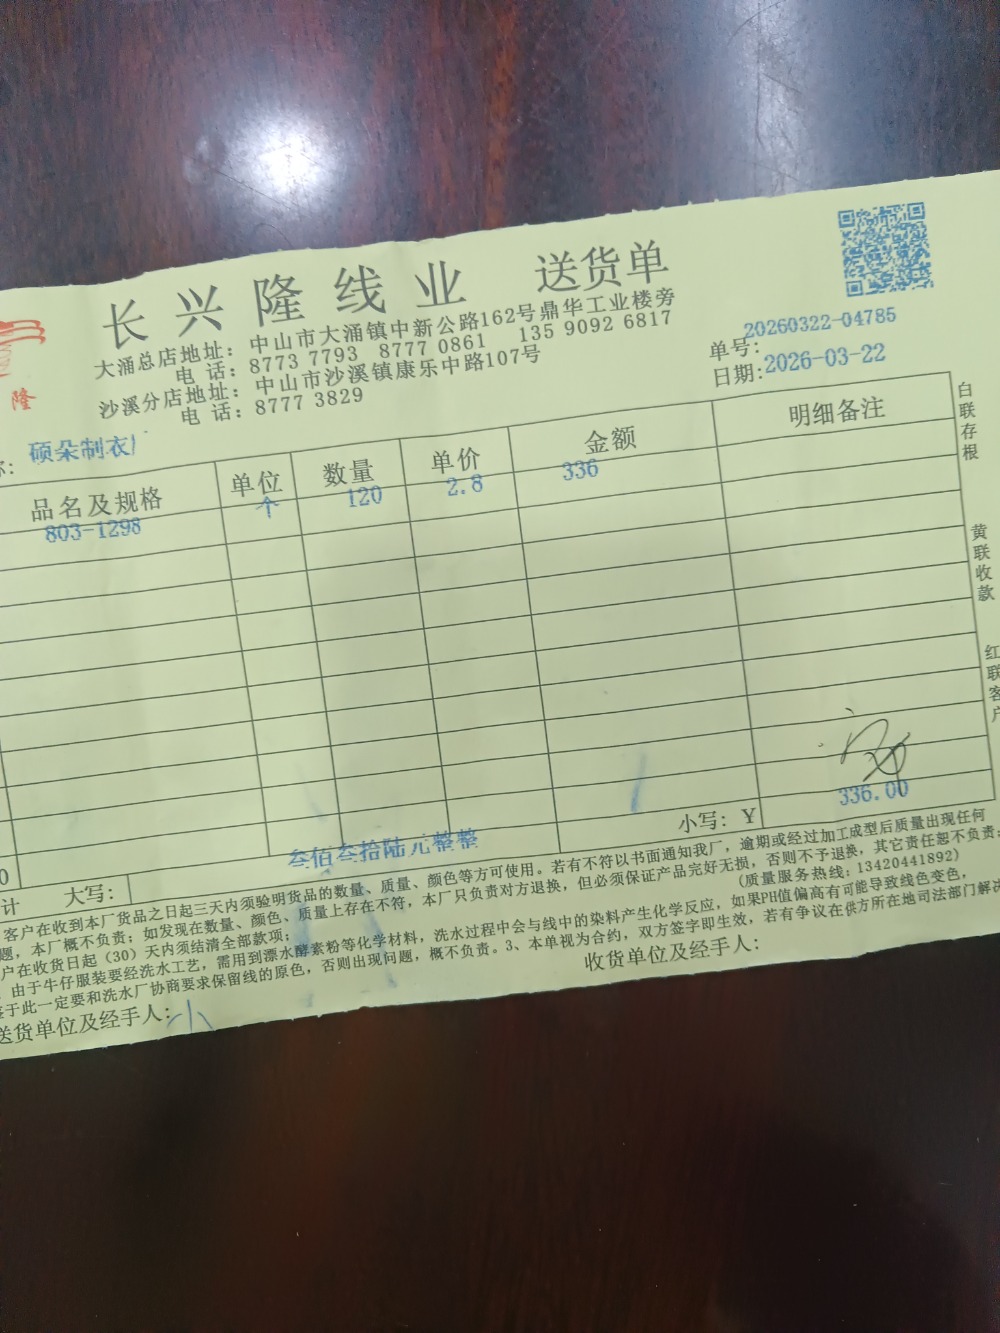 长兴隆线业 送货单
大涌总店地址：中山市大涌镇中新公路162号鼎华工业楼旁
电话：8773 7793 8777 0861 135 9092 6817
沙溪分店地址：中山市沙溪镇康乐中路107号
电话：8777 3829
单号：20260322-04785
日期：2026-03-22
隆
称：硕朵制衣厂
品名及规格 单位 数量 单价 金额 明细备注
803-1298 个 120 2.8 336
白联存根
黄联收款
红联客户
计 大写：叁佰叁拾陆元整整 小写：￥336.00
客户在收到本厂货品之日起三天内须验明货品的数量、质量、颜色等方可使用。若有不符以书面通知我厂，逾期或经过加工成型后质量出现任何
题，本厂概不负责；如发现在数量、颜色、质量上存在不符，本厂只负责对方退换，但必须保证产品完好无损，否则不予退换，其它责任恕不负责；
户在收货日起（30）天内须结清全部款项； (质量服务热线：13420441892)
由于牛仔服装要经洗水工艺，需用到漂水酵素粉等化学材料，洗水过程中会与线中的染料产生化学反应，如果PH值偏高有可能导致线色变色，
鉴于此一定要和洗水厂协商要求保留线的原色，否则出现问题，概不负责。3、本单视为合约，双方签字即生效，若有争议在供方所在地司法部门解决
送货单位及经手人： 收货单位及经手人：